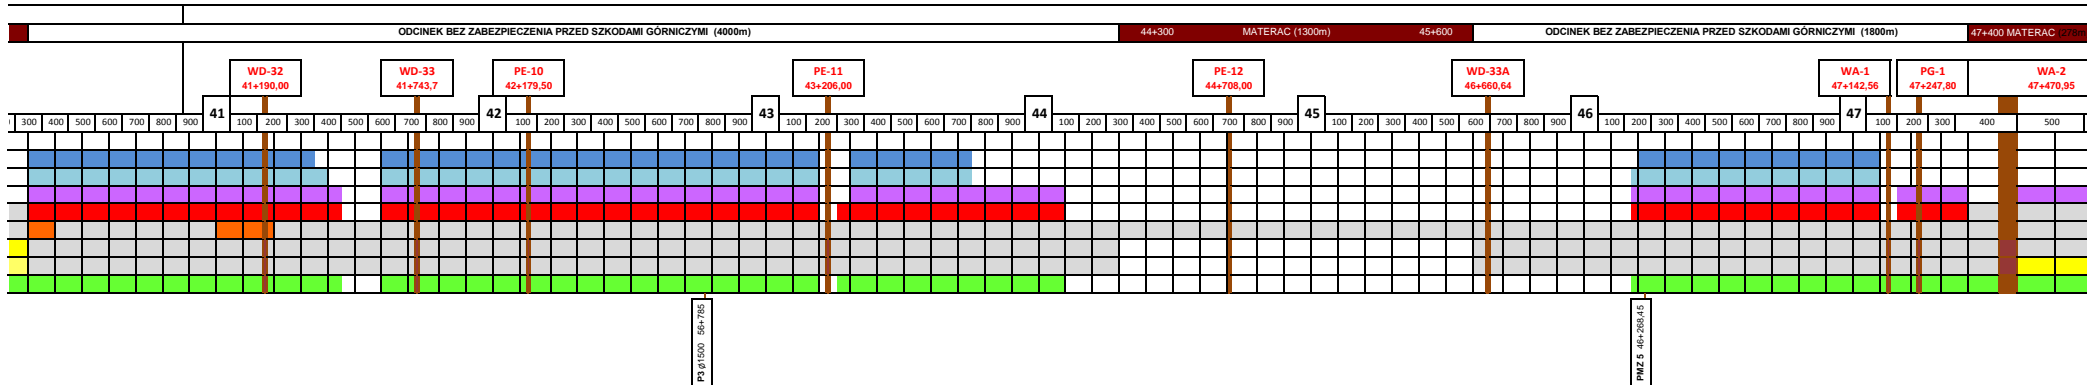 ODCINEK BEZ ZABEZPIECZENIA PRZED SZKODAMI GÓRNICZYMI (4000m)
44+300 MATERAC (1300m) 45+600
ODCINEK BEZ ZABEZPIECZENIA PRZED SZKODAMI GÓRNICZYMI (1800m)
47+400 MATERAC (278m
WD-32
41+190,00
WD-33
41+743,7
PE-10
42+179,50
PE-11
43+206,00
PE-12
44+708,00
WD-33A
46+660,64
WA-1
47+142,56
PG-1
47+247,80
WA-2
47+470,95
300 400 500 600 700 800 900 41 100 200 300 400 500 600 700 800 900 42 100 200 300 400 500 600 700 800 900 43 100 200 300 400 500 600 700 800 900 44 100 200 300 400 500 600 700 800 900 45 100 200 300 400 500 600 700 800 900 46 100 200 300 400 500 600 700 800 900 47 100 200 300 400 500
P3 ø1500 56+785
PMZ 5 46+268,45